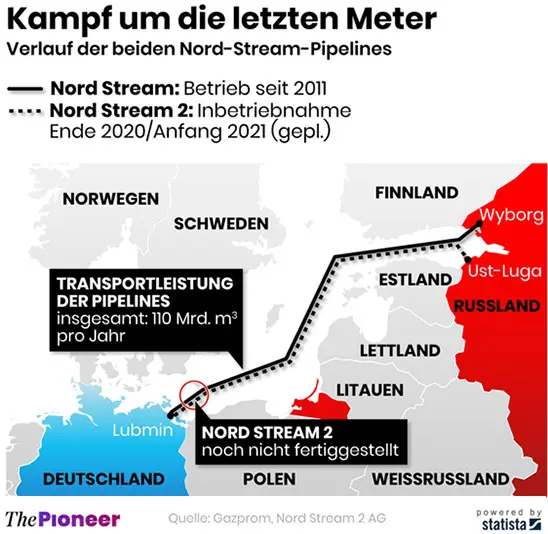 Kampf um die letzten Meter
Verlauf der beiden Nord-Stream-Pipelines
Nord Stream: Betrieb seit 2011
Nord Stream 2: Inbetriebnahme
Ende 2020/Anfang 2021 (gepl.)
NORWEGEN
SCHWEDEN
FINNLAND
Wyborg
Ust-Luga
ESTLAND
RUSSLAND
TRANSPORTLEISTUNG
DER PIPELINES
insgesamt: 110 Mrd. m³
pro Jahr
LETTLAND
LITAUEN
Lubmin
NORD STREAM 2
noch nicht fertiggestellt
DEUTSCHLAND
POLEN
WEISSRUSSLAND
The Pioneer
Quelle: Gazprom, Nord Stream 2 AG
powered by
statista